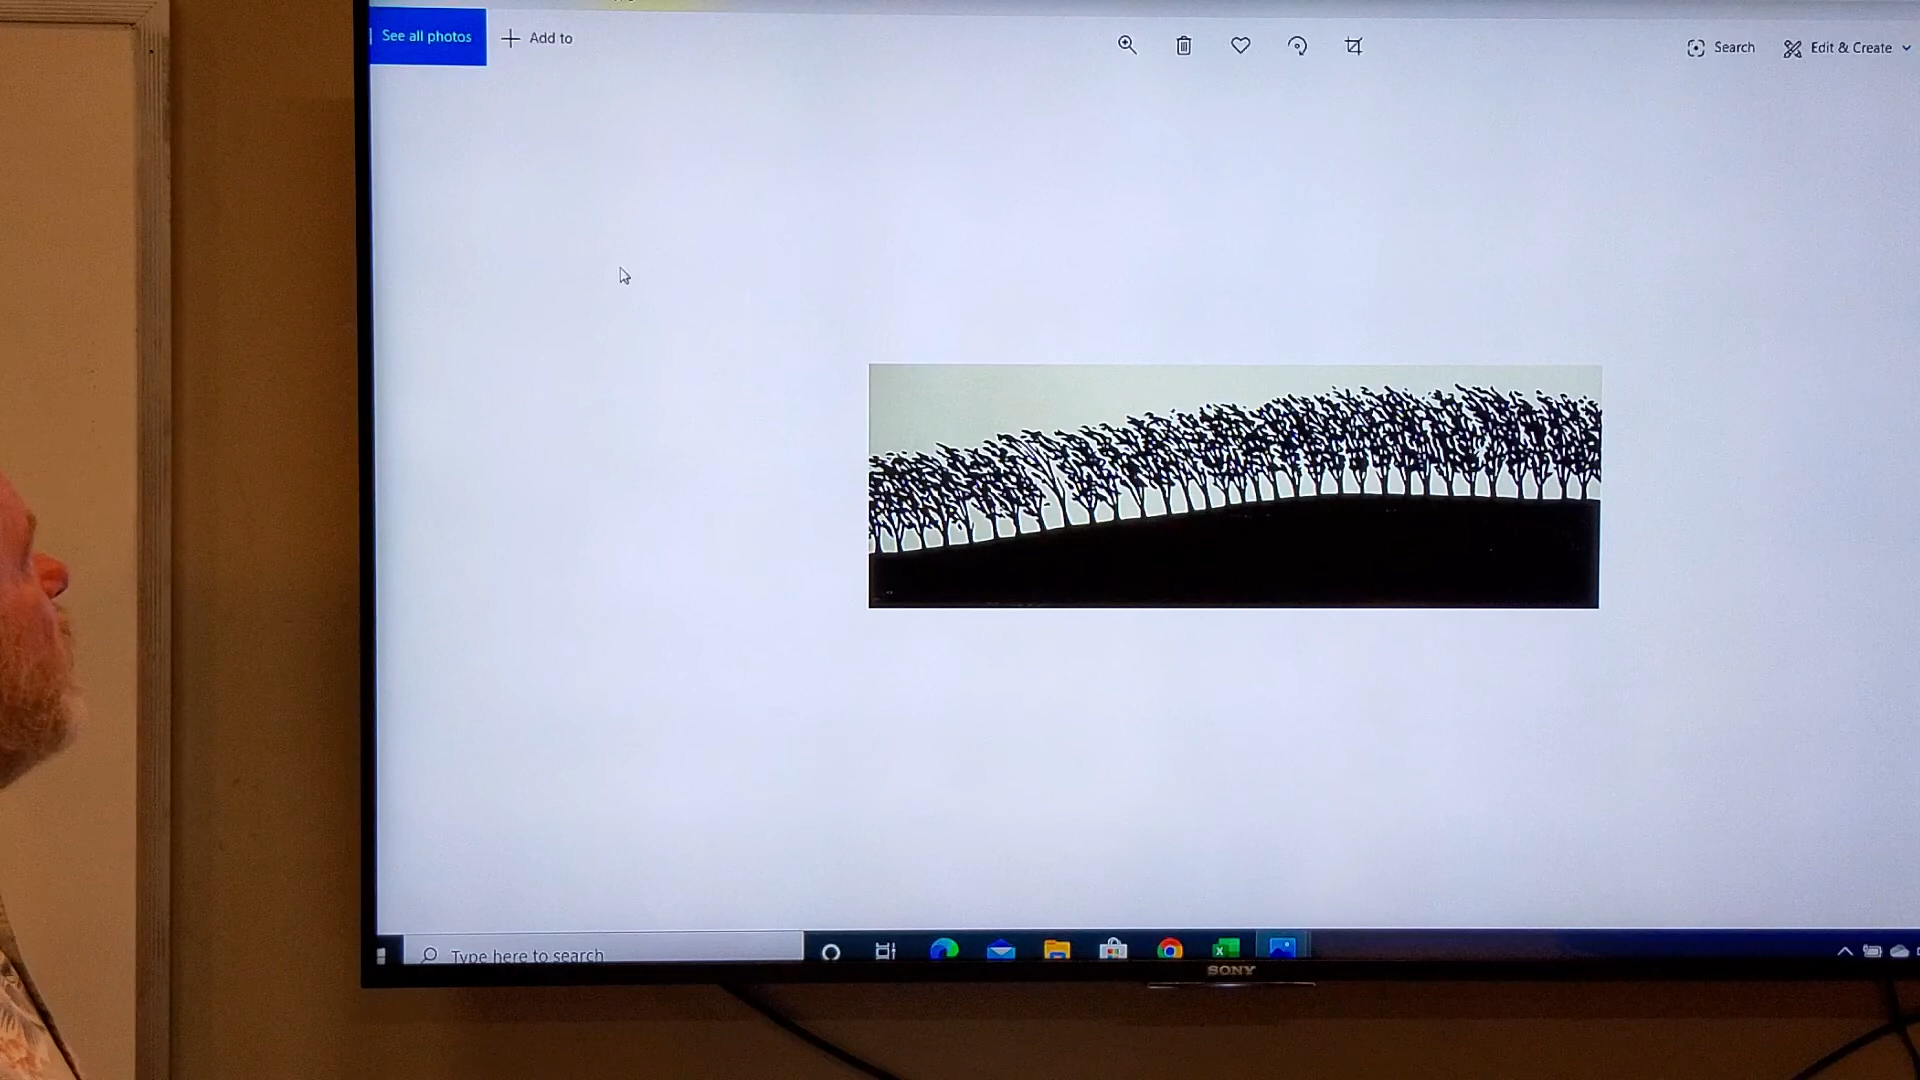 See all photos
Add to
Search
Edit & Create
Type here to search
SONY